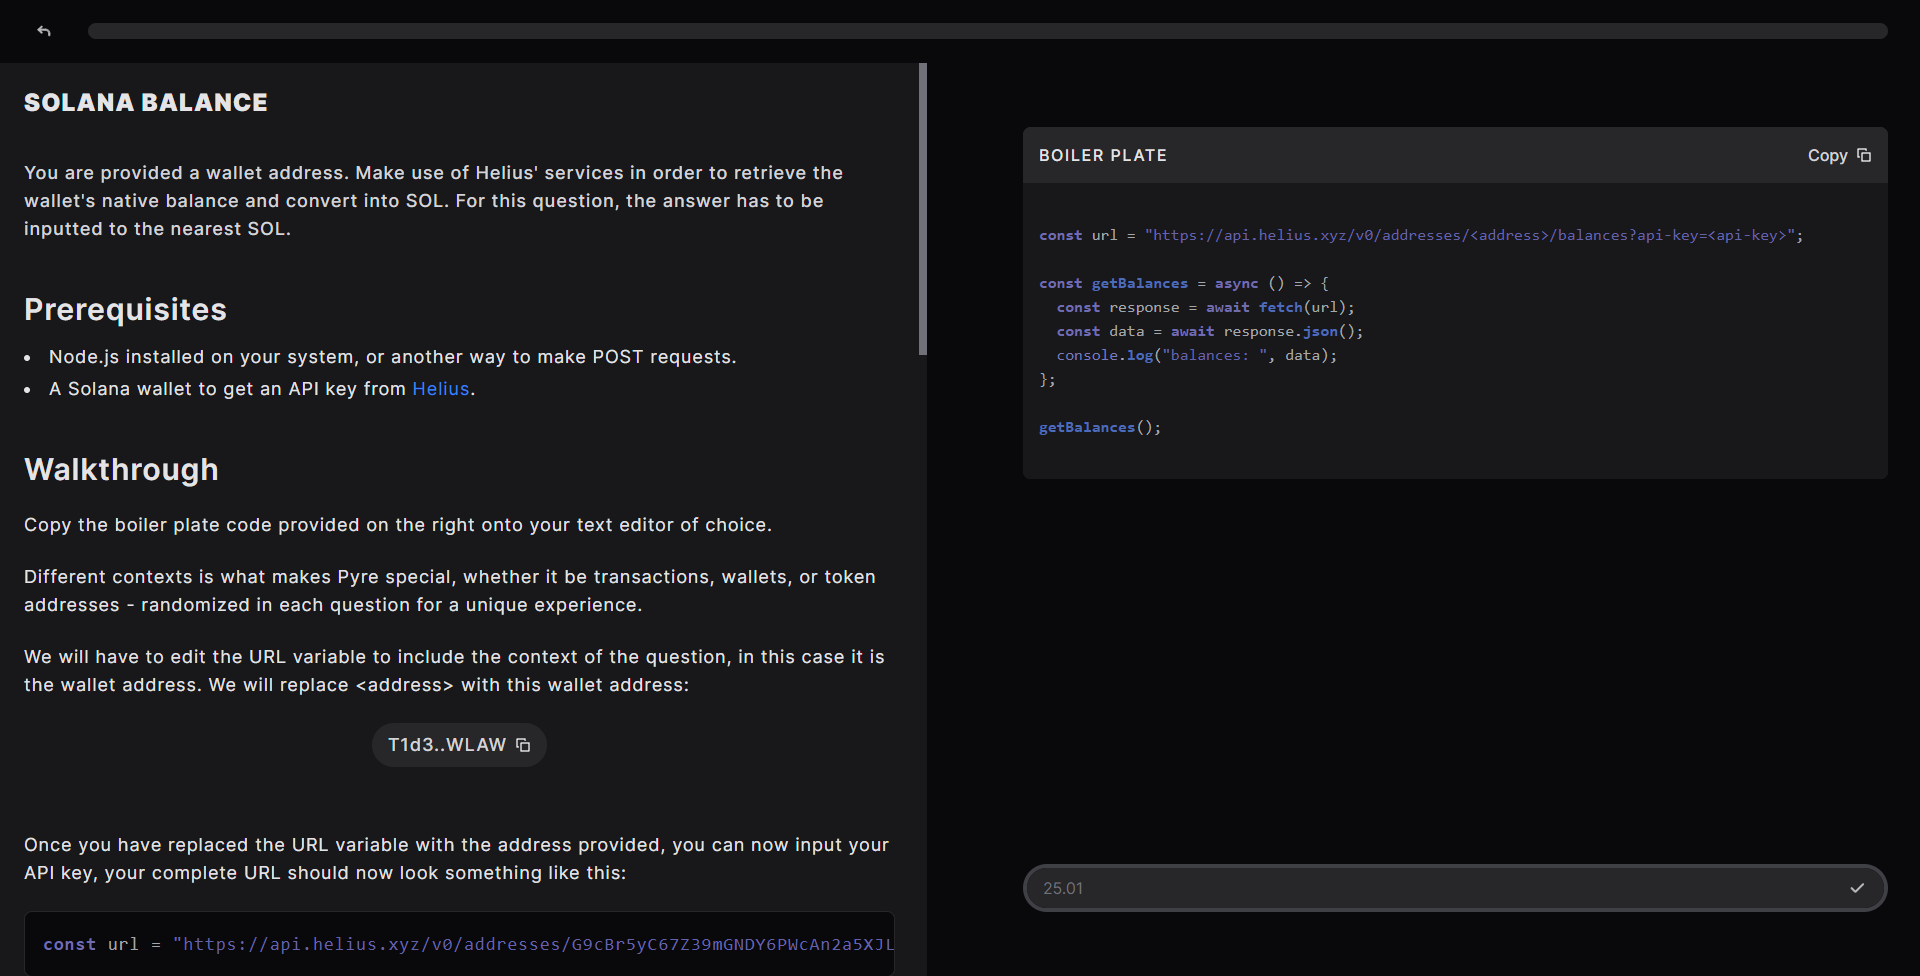 SOLANA BALANCE
You are provided a wallet address. Make use of Helius' services in order to retrieve the
wallet's native balance and convert into SOL. For this question, the answer has to be
inputted to the nearest SOL.
Prerequisites
• Node.js installed on your system, or another way to make POST requests.
• A Solana wallet to get an API key from Helius.
Walkthrough
Copy the boiler plate code provided on the right onto your text editor of choice.
Different contexts is what makes Pyre special, whether it be transactions, wallets, or token
addresses - randomized in each question for a unique experience.
We will have to edit the URL variable to include the context of the question, in this case it is
the wallet address. We will replace <address> with this wallet address:
T1d3..WLAW
Once you have replaced the URL variable with the address provided, you can now input your
API key, your complete URL should now look something like this:
const url = "https://api.helius.xyz/v0/addresses/G9cBr5yC67Z39mGNDY6PWcAn2a5XJL
BOILER PLATE
Copy
const url = "https://api.helius.xyz/v0/addresses/<address>/balances?api-key=<api-key>";
const getBalances = async () => {
  const response = await fetch(url);
  const data = await response.json();
  console.log("balances: ", data);
};
getBalances();
25.01